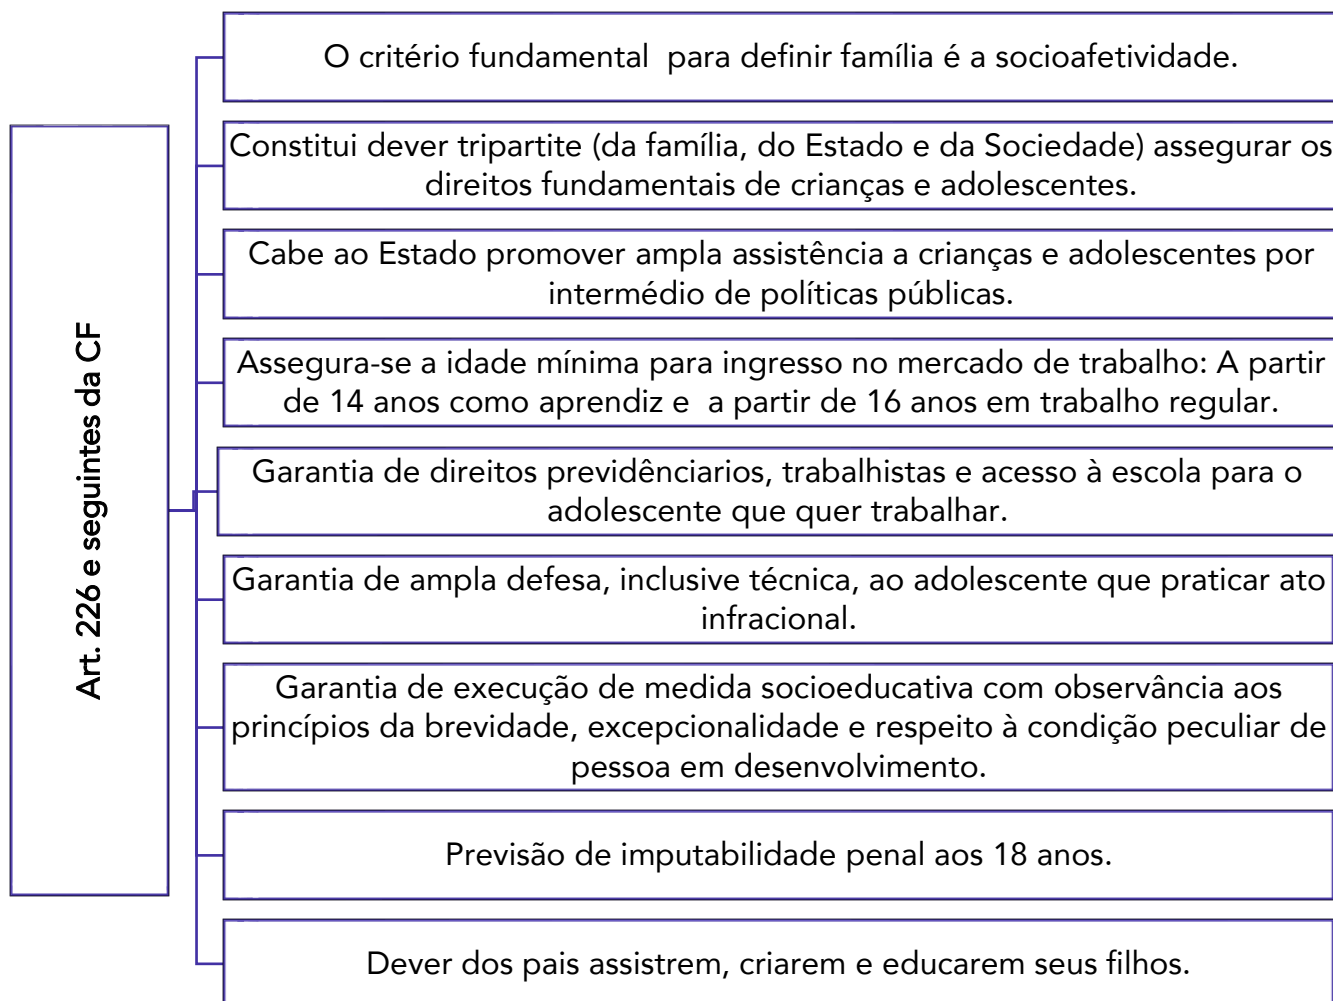 Art. 226 e seguintes da CF
O critério fundamental para definir família é a socioafetividade.
Constitui dever tripartite (da família, do Estado e da Sociedade) assegurar os
direitos fundamentais de crianças e adolescentes.
Cabe ao Estado promover ampla assistência a crianças e adolescentes por
intermédio de políticas públicas.
Assegura-se a idade mínima para ingresso no mercado de trabalho: A partir
de 14 anos como aprendiz e a partir de 16 anos em trabalho regular.
Garantia de direitos previdênciarios, trabalhistas e acesso à escola para o
adolescente que quer trabalhar.
Garantia de ampla defesa, inclusive técnica, ao adolescente que praticar ato
infracional.
Garantia de execução de medida socioeducativa com observância aos
princípios da brevidade, excepcionalidade e respeito à condição peculiar de
pessoa em desenvolvimento.
Previsão de imputabilidade penal aos 18 anos.
Dever dos pais assistrem, criarem e educarem seus filhos.